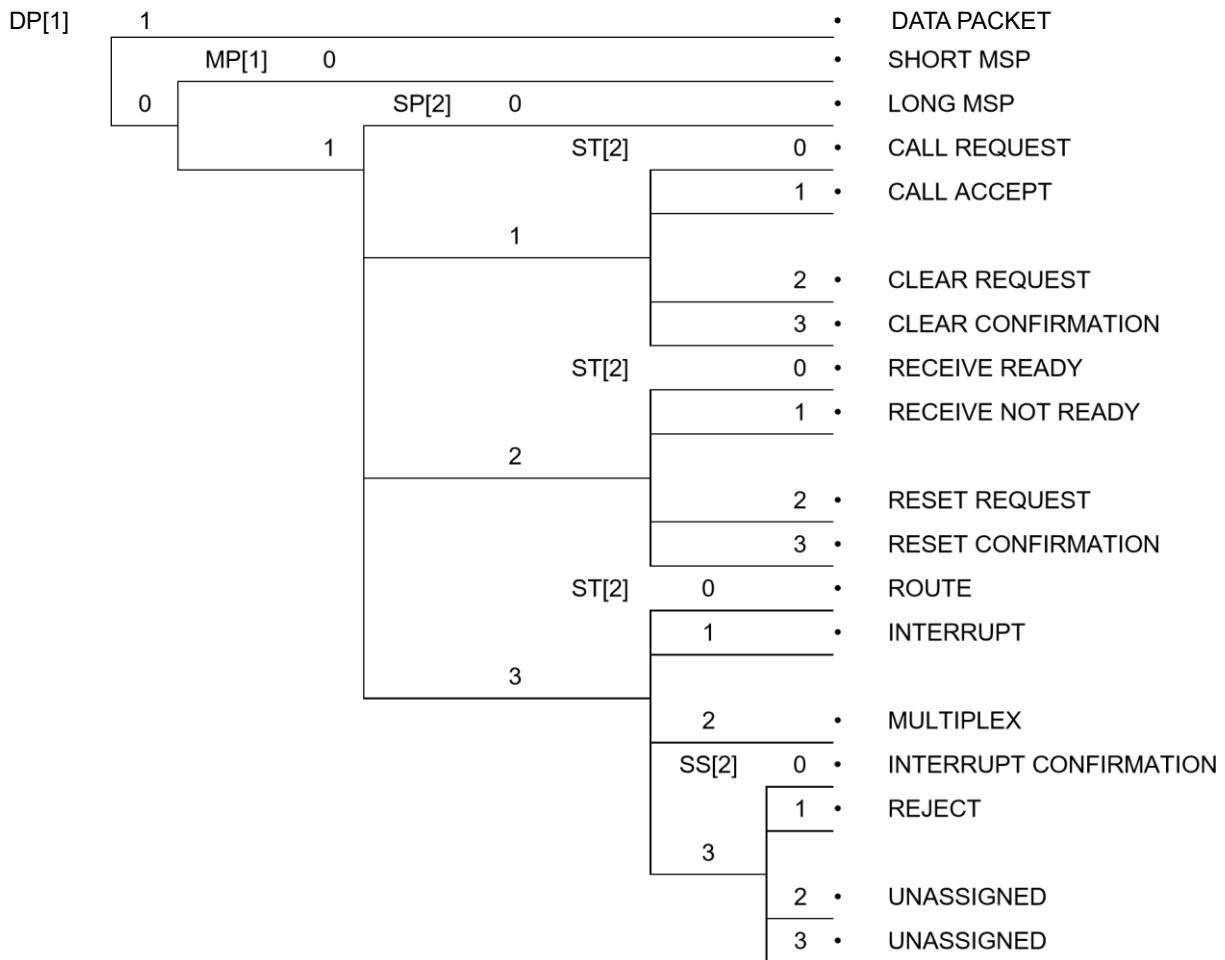 DP[1] 1 • DATA PACKET
MP[1] 0 • SHORT MSP
0 SP[2] 0 • LONG MSP
1 ST[2] 0 • CALL REQUEST
1 • CALL ACCEPT
1
2 • CLEAR REQUEST
3 • CLEAR CONFIRMATION
ST[2] 0 • RECEIVE READY
1 • RECEIVE NOT READY
2
2 • RESET REQUEST
3 • RESET CONFIRMATION
ST[2] 0 • ROUTE
1 • INTERRUPT
3
2 • MULTIPLEX
SS[2] 0 • INTERRUPT CONFIRMATION
1 • REJECT
3
2 • UNASSIGNED
3 • UNASSIGNED